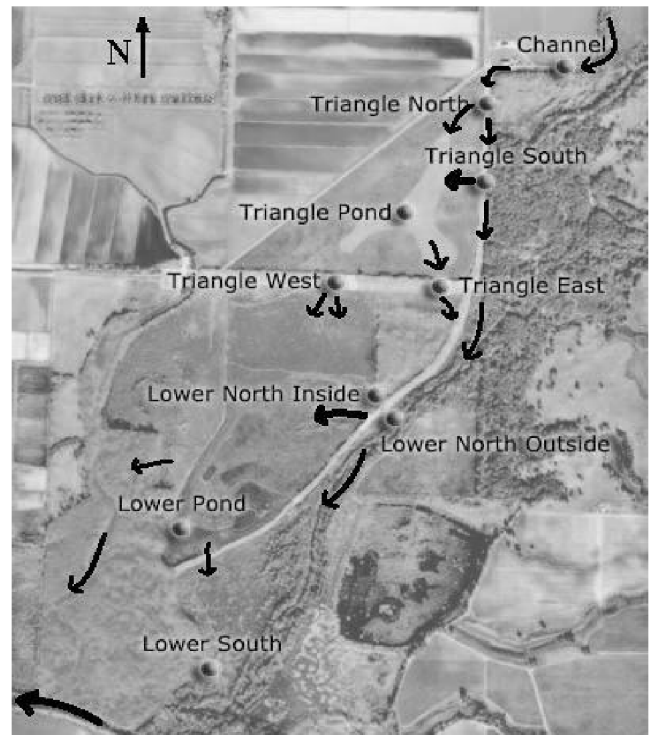 Channel
N
Triangle North
Triangle South
Triangle Pond
Triangle West
Triangle East
Lower North Inside
Lower North Outside
Lower Pond
Lower South